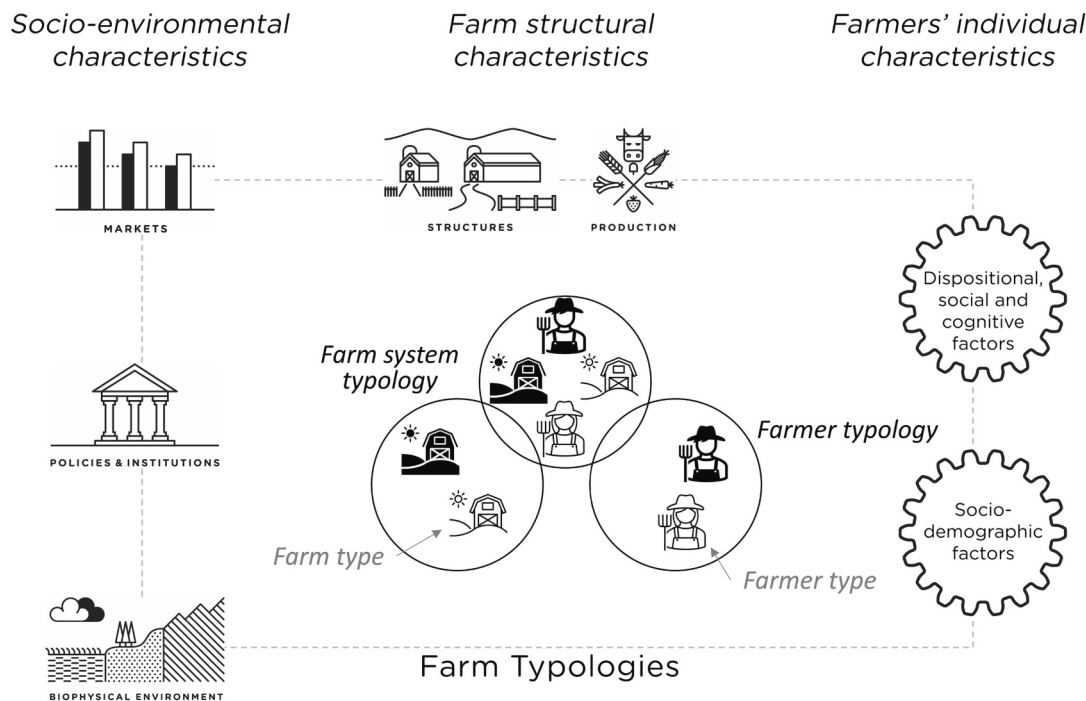 Socio-environmental
characteristics
Farm structural
characteristics
Farmers' individual
characteristics
MARKETS
STRUCTURES
PRODUCTION
Dispositional,
social and
cognitive
factors
Farm system
typology
Farmer typology
POLICIES & INSTITUTIONS
Socio-
demographic
factors
Farm type
Farmer type
Farm Typologies
BIOPHYSICAL ENVIRONMENT